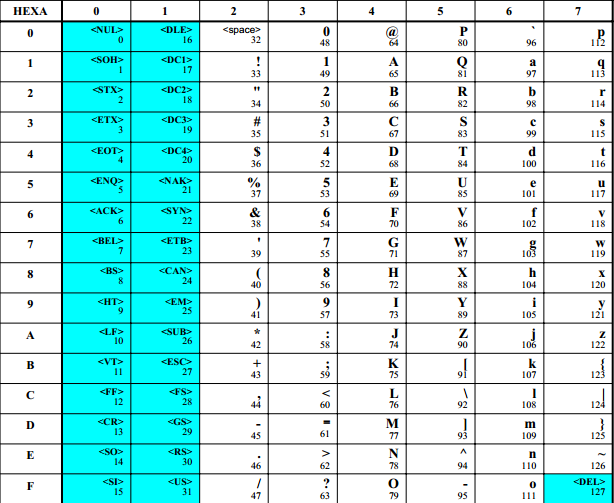 HEXA 0 1 2 3 4 5 6 7
0 <NUL> 0 <DLE> 16 <space> 32 0 48 @ 64 P 80 ` 96 p 112
1 <SOH> 1 <DC1> 17 ! 33 1 49 A 65 Q 81 a 97 q 113
2 <STX> 2 <DC2> 18 " 34 2 50 B 66 R 82 b 98 r 114
3 <ETX> 3 <DC3> 19 # 35 3 51 C 67 S 83 c 99 s 115
4 <EOT> 4 <DC4> 20 $ 36 4 52 D 68 T 84 d 100 t 116
5 <ENQ> 5 <NAK> 21 % 37 5 53 E 69 U 85 e 101 u 117
6 <ACK> 6 <SYN> 22 & 38 6 54 F 70 V 86 f 102 v 118
7 <BEL> 7 <ETB> 23 ' 39 7 55 G 71 W 87 g 103 w 119
8 <BS> 8 <CAN> 24 ( 40 8 56 H 72 X 88 h 104 x 120
9 <HT> 9 <EM> 25 ) 41 9 57 I 73 Y 89 i 105 y 121
A <LF> 10 <SUB> 26 * 42 : 58 J 74 Z 90 j 106 z 122
B <VT> 11 <ESC> 27 + 43 ; 59 K 75 [ 91 k 107 { 123
C <FF> 12 <FS> 28 , 44 < 60 L 76 \ 92 l 108 | 124
D <CR> 13 <GS> 29 - 45 = 61 M 77 ] 93 m 109 } 125
E <SO> 14 <RS> 30 . 46 > 62 N 78 ^ 94 n 110 ~ 126
F <SI> 15 <US> 31 / 47 ? 63 O 79 - 95 o 111 <DEL> 127